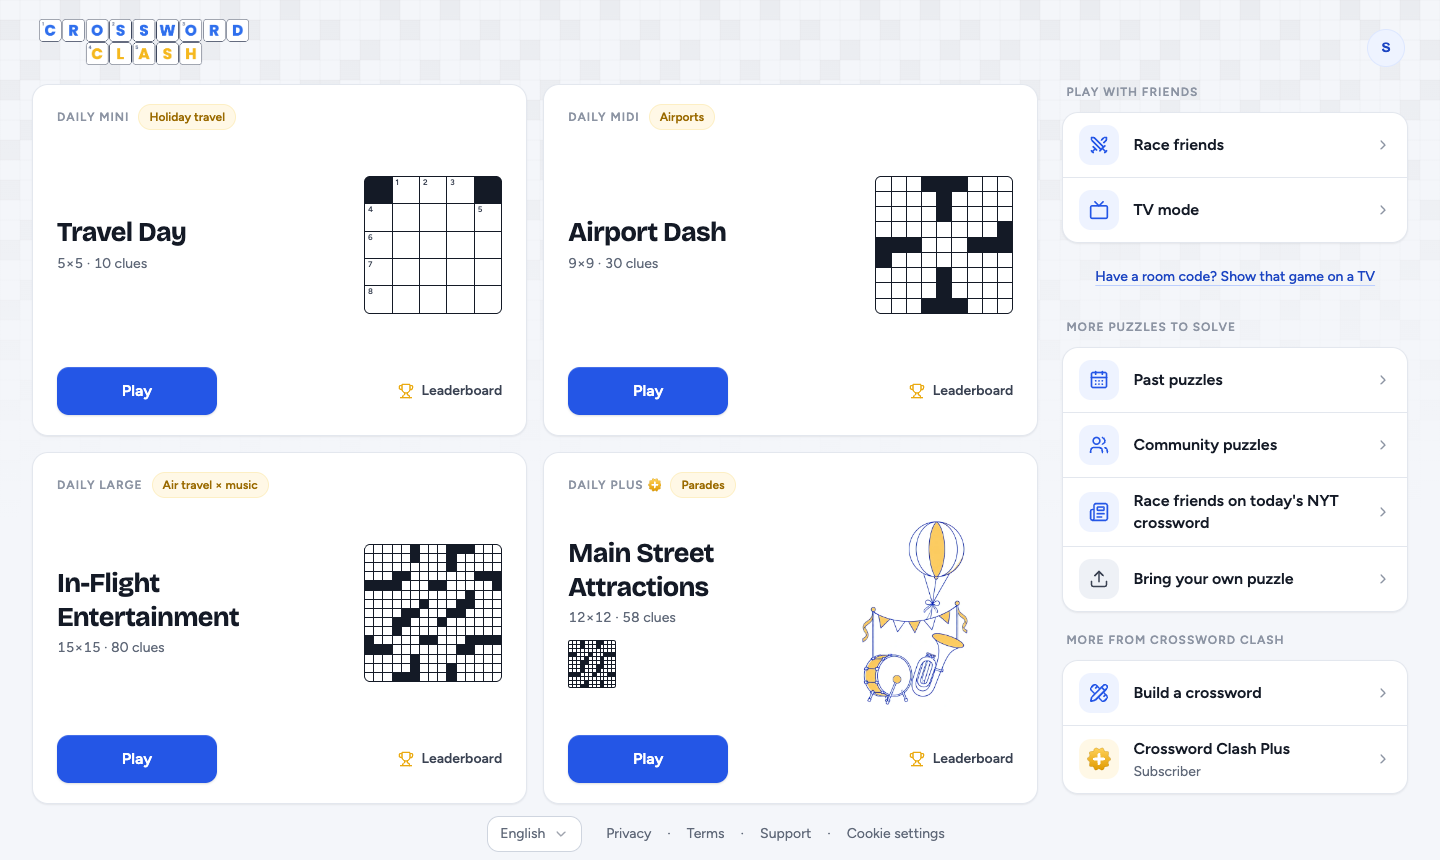 CROSSWORD
CLASH
S
DAILY MINI Holiday travel
Travel Day
5×5 · 10 clues
1 2 3
4 5
6
7
8
Play
Leaderboard
DAILY MIDI Airports
Airport Dash
9×9 · 30 clues
Play
Leaderboard
DAILY LARGE Air travel × music
In-Flight
Entertainment
15×15 · 80 clues
Play
Leaderboard
DAILY PLUS Parades
Main Street
Attractions
12×12 · 58 clues
Play
Leaderboard
PLAY WITH FRIENDS
Race friends
TV mode
Have a room code? Show that game on a TV
MORE PUZZLES TO SOLVE
Past puzzles
Community puzzles
Race friends on today's NYT
crossword
Bring your own puzzle
MORE FROM CROSSWORD CLASH
Build a crossword
Crossword Clash Plus
Subscriber
English Privacy · Terms · Support · Cookie settings